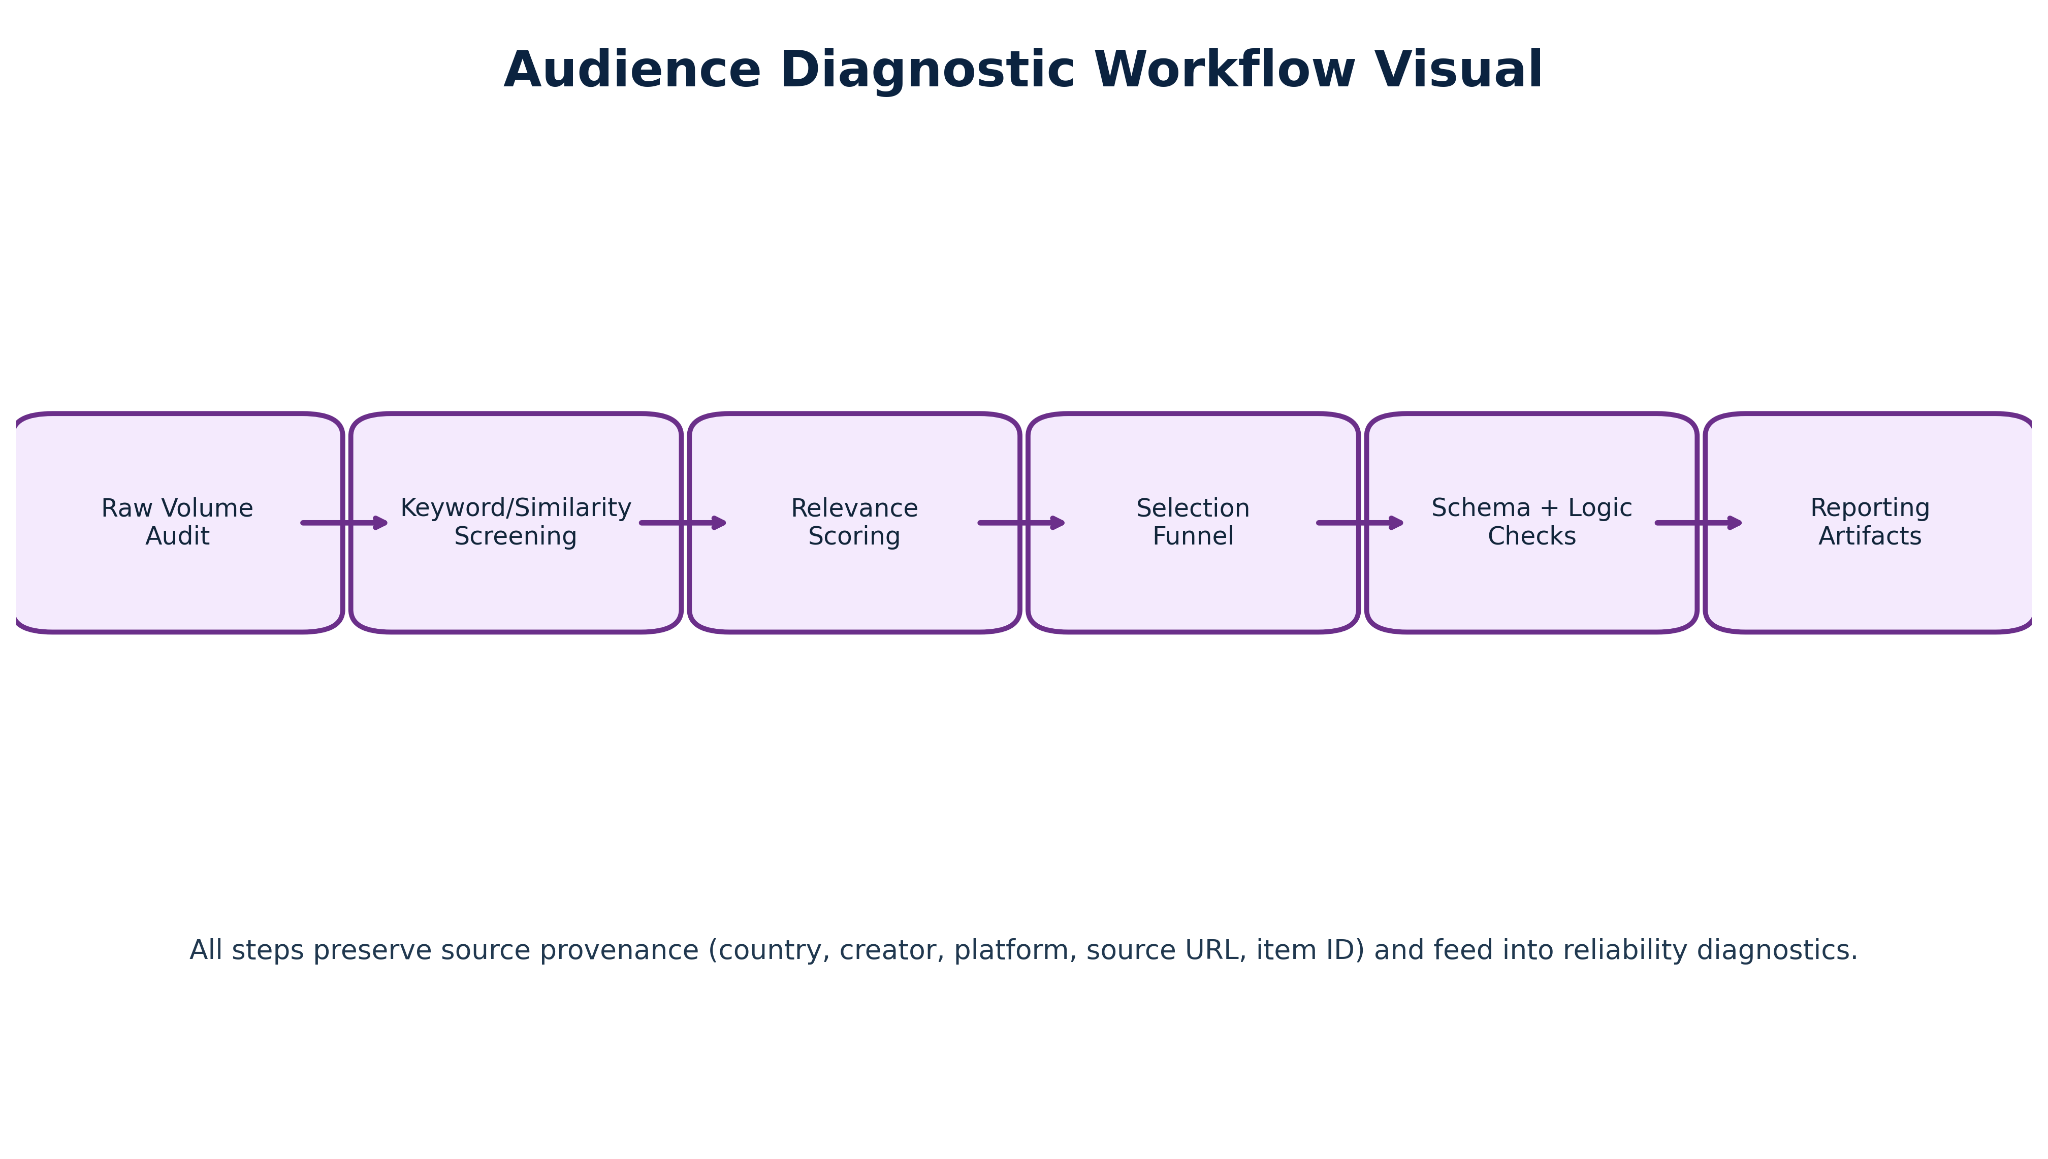 Audience Diagnostic Workflow Visual
Raw Volume
Audit
Keyword/Similarity
Screening
Relevance
Scoring
Selection
Funnel
Schema + Logic
Checks
Reporting
Artifacts
All steps preserve source provenance (country, creator, platform, source URL, item ID) and feed into reliability diagnostics.